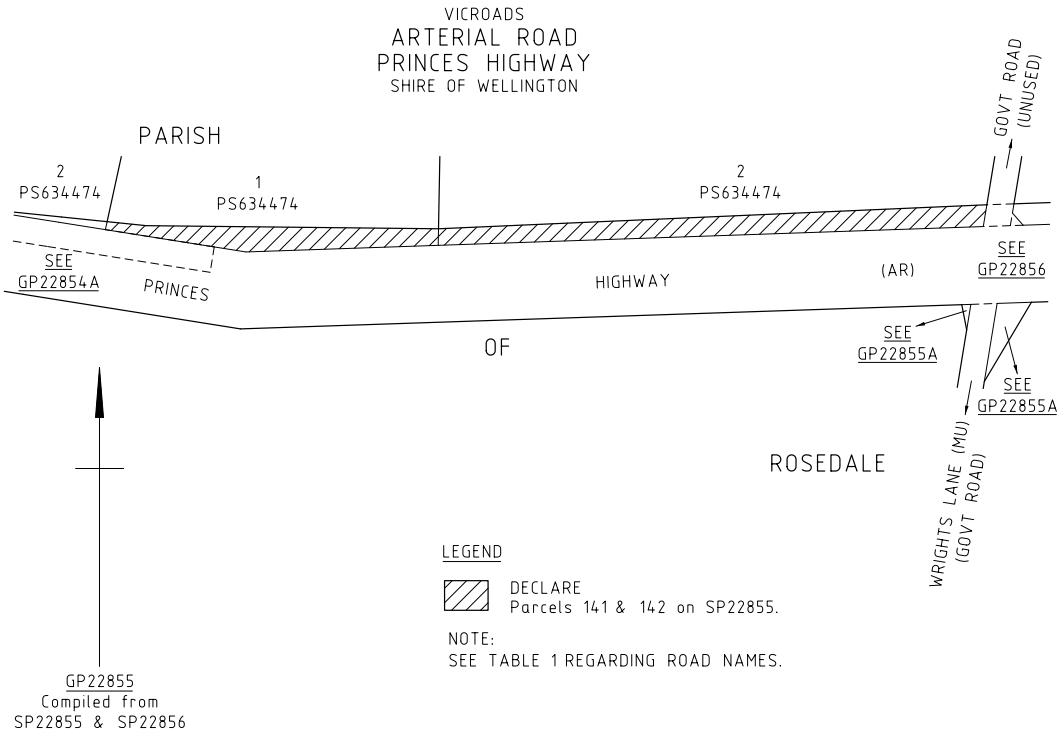 VICROADS
ARTERIAL ROAD
PRINCES HIGHWAY
SHIRE OF WELLINGTON
GOVT ROAD
(UNUSED)
PARISH
2
PS634474
1
PS634474
2
PS634474
SEE
GP22854A
PRINCES
HIGHWAY
(AR)
SEE
GP22856
OF
SEE
GP22855A
SEE
GP22855A
ROSEDALE
WRIGHTS LANE (MU)
(GOVT ROAD)
LEGEND
DECLARE
Parcels 141 & 142 on SP22855.
NOTE:
SEE TABLE 1 REGARDING ROAD NAMES.
GP22855
Compiled from
SP22855 & SP22856